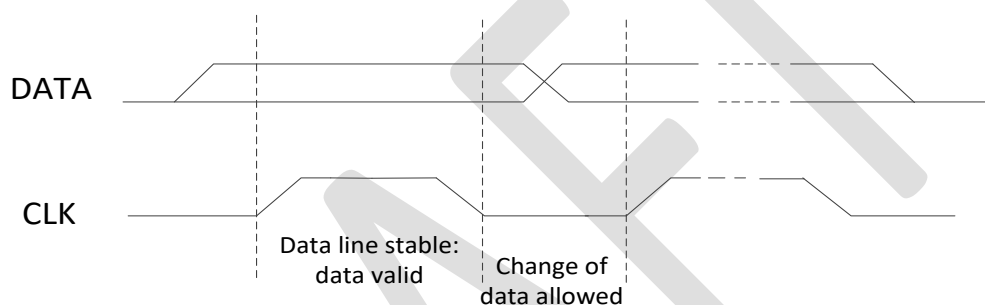 DATA
CLK
Data line stable:
data valid
Change of
data allowed